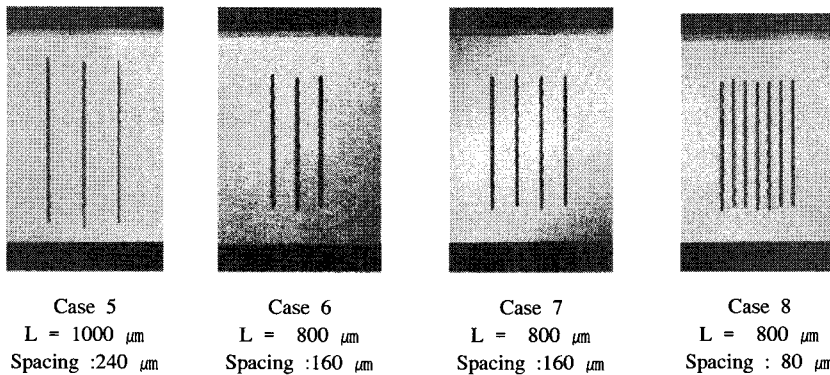 Case 5
L = 1000 ㎛
Spacing :240 ㎛
Case 6
L = 800 ㎛
Spacing :160 ㎛
Case 7
L = 800 ㎛
Spacing :160 ㎛
Case 8
L = 800 ㎛
Spacing : 80 ㎛